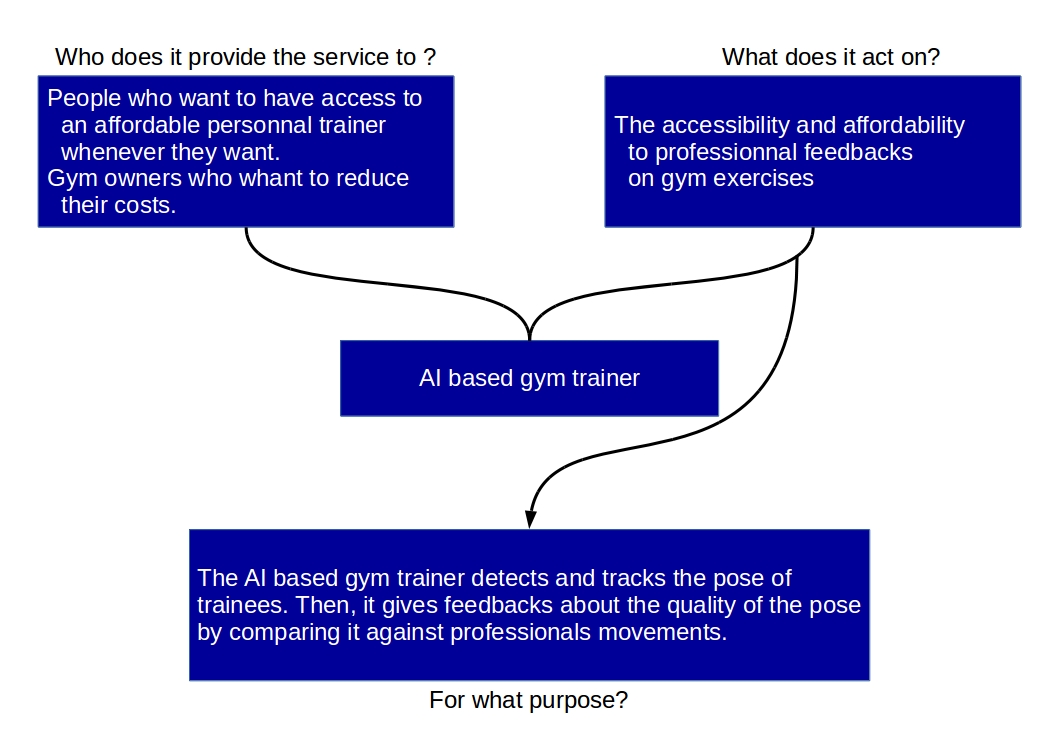 Who does it provide the service to ?
People who want to have access to
an affordable personnal trainer
whenever they want.
Gym owners who whant to reduce
their costs.
What does it act on?
The accessibility and affordability
to professionnal feedbacks
on gym exercises
AI based gym trainer
The AI based gym trainer detects and tracks the pose of
trainees. Then, it gives feedbacks about the quality of the pose
by comparing it against professionals movements.
For what purpose?